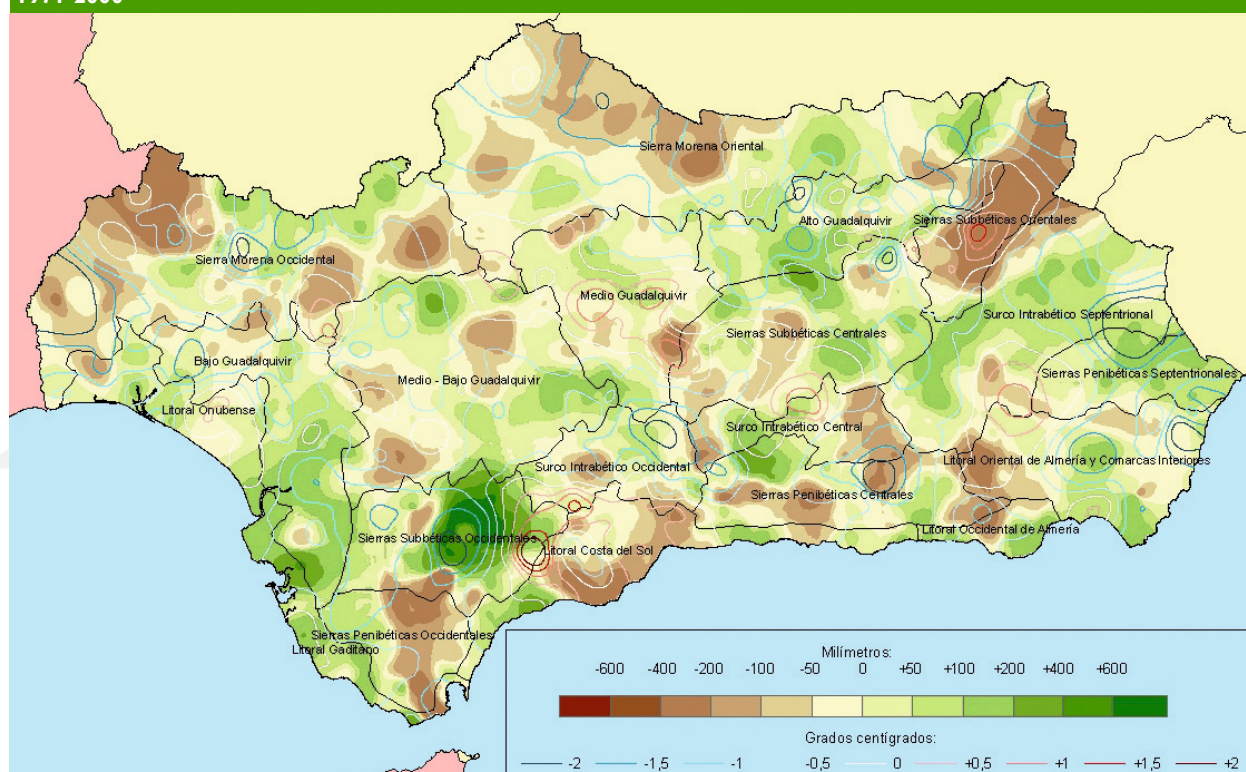 Sierra Morena Oriental
Alto Guadalquivir
Sierras Subbéticas Orientales
Sierra Morena Occidental
Medio Guadalquivir
Surco Intrabético Septentrional
Sierras Subbéticas Centrales
Bajo Guadalquivir
Medio - Bajo Guadalquivir
Sierras Penibéticas Septentrionales
Litoral Onubense
Surco Intrabético Central
Surco Intrabético Occidental
Litoral Oriental de Almería y Comarcas Interiores
Sierras Penibéticas Centrales
Litoral Occidental de Almería
Sierras Subbéticas Occidentales
Litoral Costa del Sol
Sierras Penibéticas Occidentales
Litoral Gaditano
Milímetros:
-600 -400 -200 -100 -50 0 +50 +100 +200 +400 +600
Grados centígrados:
-2 -1,5 -1 -0,5 0 +0,5 +1 +1,5 +2